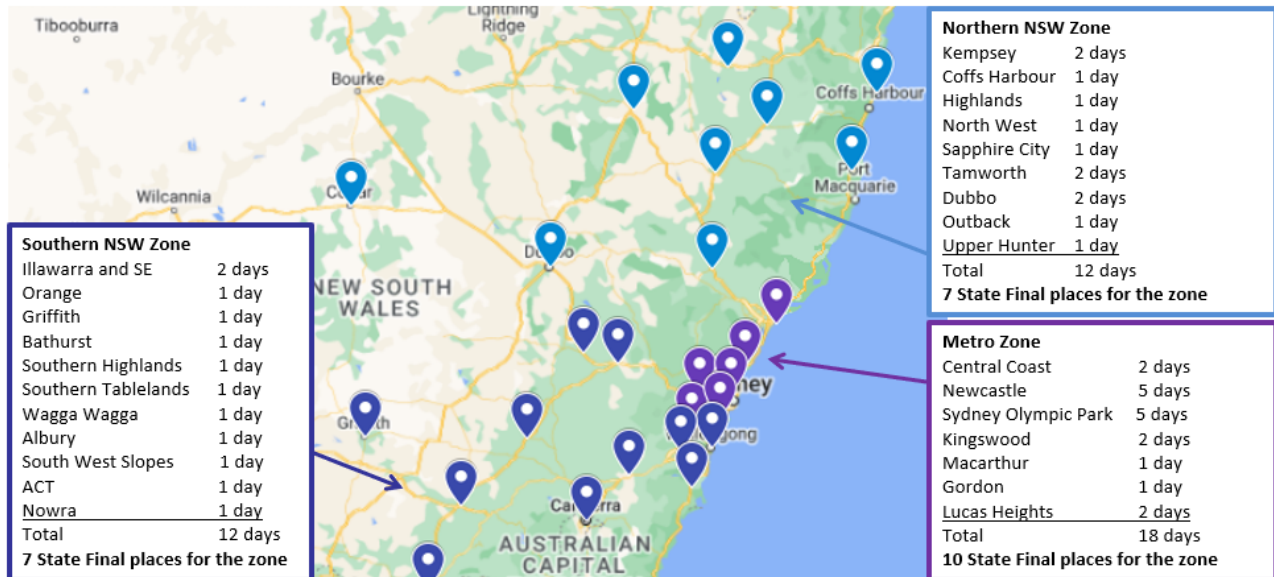 Tibooburra
Lightning
Ridge
Bourke
Coffs Harbour
Port
Macquarie
Wilcannia
NEW SOUTH
WALES
AUSTRALIAN
CAPITAL
Southern NSW Zone
Illawarra and SE 2 days
Orange 1 day
Griffith 1 day
Bathurst 1 day
Southern Highlands 1 day
Southern Tablelands 1 day
Wagga Wagga 1 day
Albury 1 day
South West Slopes 1 day
ACT 1 day
Nowra 1 day
Total 12 days
7 State Final places for the zone
Northern NSW Zone
Kempsey 2 days
Coffs Harbour 1 day
Highlands 1 day
North West 1 day
Sapphire City 1 day
Tamworth 2 days
Dubbo 2 days
Outback 1 day
Upper Hunter 1 day
Total 12 days
7 State Final places for the zone
Metro Zone
Central Coast 2 days
Newcastle 5 days
Sydney Olympic Park 5 days
Kingswood 2 days
Macarthur 1 day
Gordon 1 day
Lucas Heights 2 days
Total 18 days
10 State Final places for the zone